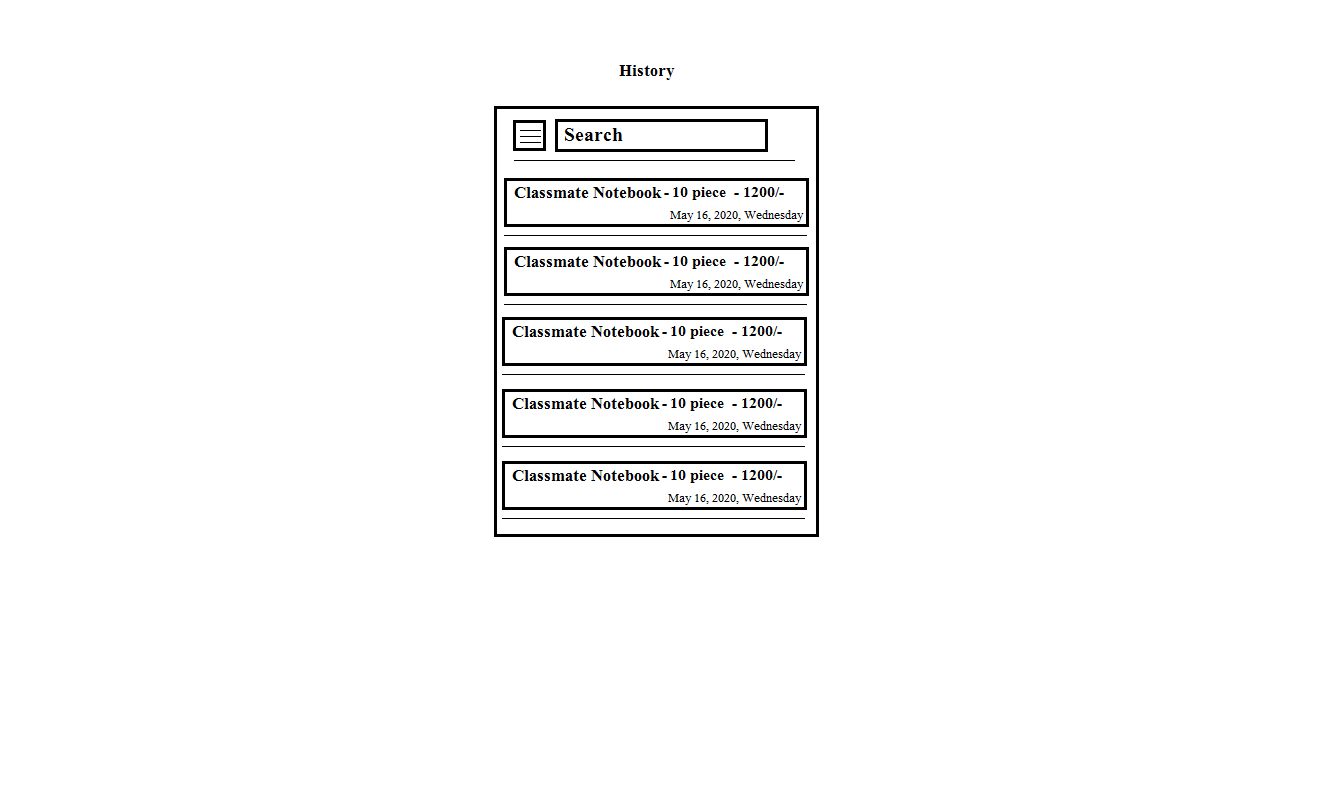 History
Search
Classmate Notebook - 10 piece - 1200/-
May 16, 2020, Wednesday
Classmate Notebook - 10 piece - 1200/-
May 16, 2020, Wednesday
Classmate Notebook - 10 piece - 1200/-
May 16, 2020, Wednesday
Classmate Notebook - 10 piece - 1200/-
May 16, 2020, Wednesday
Classmate Notebook - 10 piece - 1200/-
May 16, 2020, Wednesday